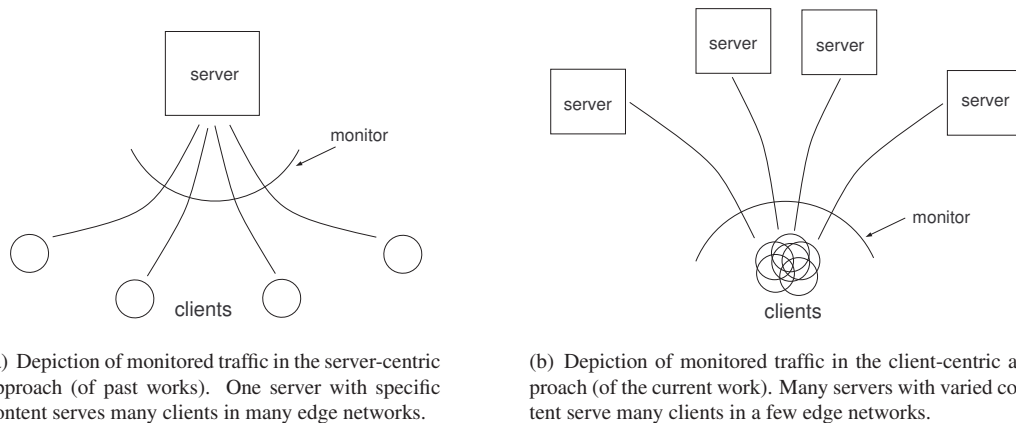 server
monitor
clients
server
server
server
server
monitor
clients
) Depiction of monitored traffic in the server-centric
pproach (of past works). One server with specific
ontent serves many clients in many edge networks.
(b) Depiction of monitored traffic in the client-centric a
proach (of the current work). Many servers with varied co
tent serve many clients in a few edge networks.